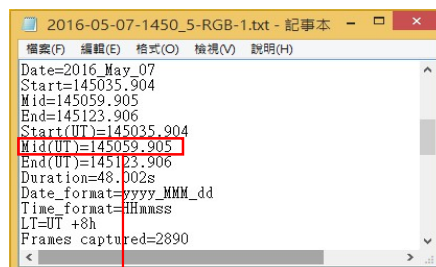 2016-05-07-1450_5-RGB-1.txt - 記事本
檔案(F) 編輯(E) 格式(O) 檢視(V) 說明(H)
Date=2016_May_07
Start=145035.904
Mid=145059.905
End=145123.906
Start(UT)=145035.904
Mid(UT)=145059.905
End(UT)=145123.906
Duration=48.002s
Date_format=yyyy_MMM_dd
Time_format=HHmmss
LT=UT +8h
Frames captured=2890